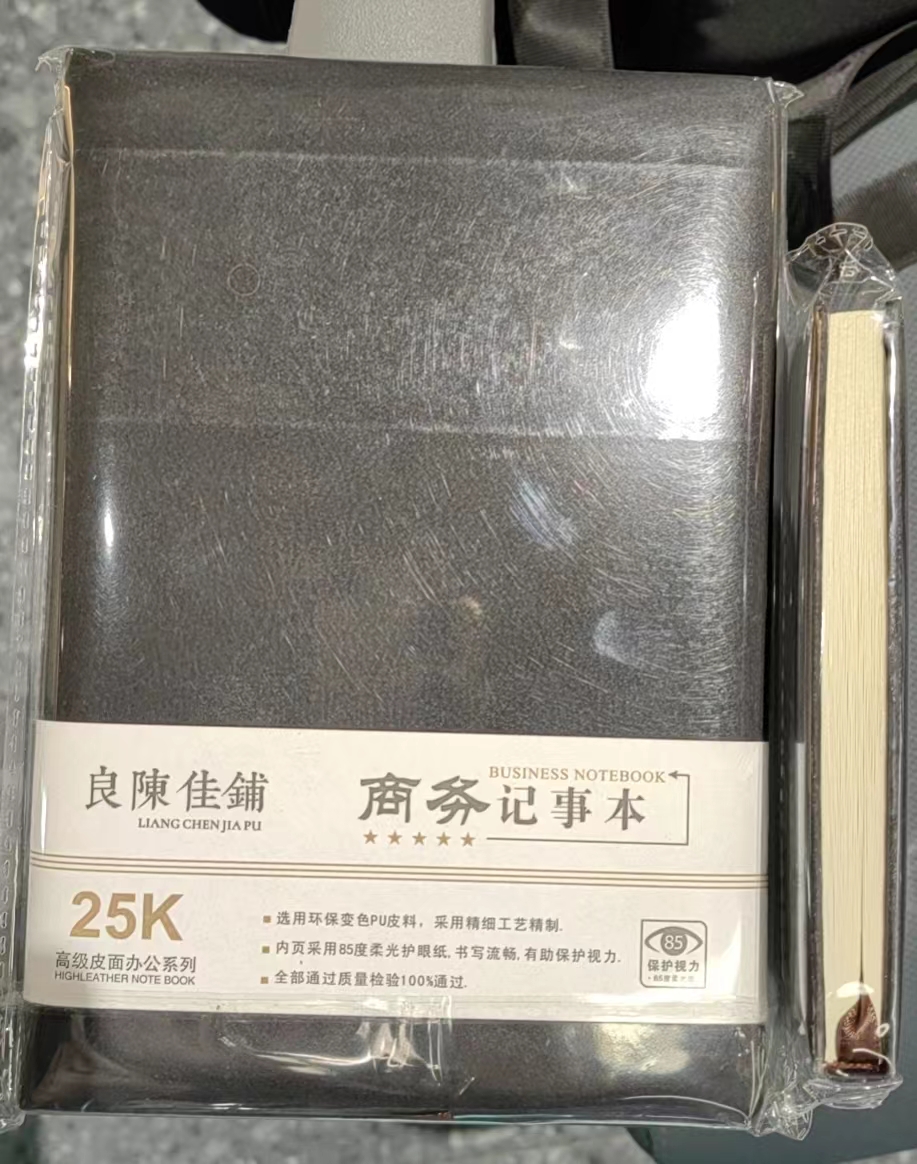 良陳佳鋪
LIANG CHEN JIA PU
BUSINESS NOTEBOOK
商务记事本
25K
高级皮面办公系列
HIGHLEATHER NOTE BOOK
选用环保变色PU皮料，采用精细工艺精制.
内页采用85度柔光护眼纸,书写流畅,有助保护视力.
全部通过质量检验100%通过.
85
保护视力